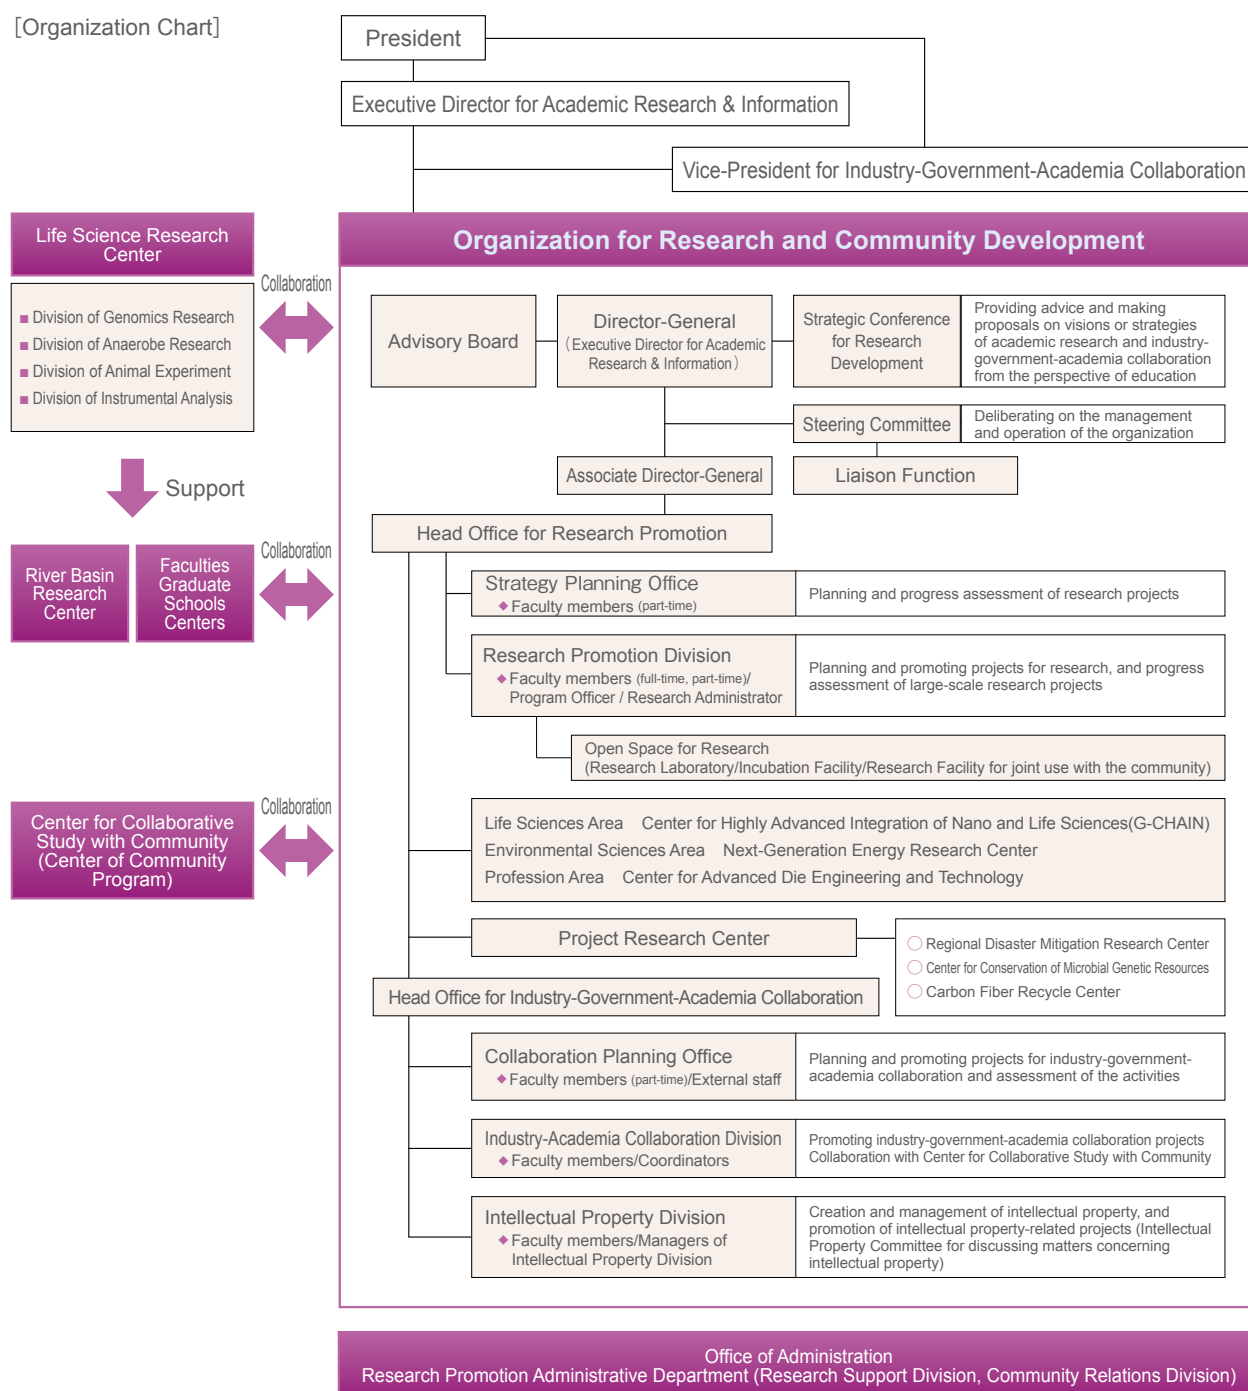 [Organization Chart]
President
Executive Director for Academic Research & Information
Vice-President for Industry-Government-Academia Collaboration
Life Science Research
Center
■ Division of Genomics Research
■ Division of Anaerobe Research
■ Division of Animal Experiment
■ Division of Instrumental Analysis
Collaboration
Support
River Basin
Research
Center
Faculties
Graduate
Schools
Centers
Collaboration
Center for Collaborative
Study with Community
(Center of Community
Program)
Collaboration
Organization for Research and Community Development
Advisory Board
Director-General
(Executive Director for Academic
Research & Information)
Strategic Conference
for Research
Development
Providing advice and making
proposals on visions or strategies
of academic research and industry-
government-academia collaboration
from the perspective of education
Steering Committee
Deliberating on the management
and operation of the organization
Associate Director-General
Liaison Function
Head Office for Research Promotion
Strategy Planning Office
◆ Faculty members (part-time)
Planning and progress assessment of research projects
Research Promotion Division
◆ Faculty members (full-time, part-time)/
Program Officer / Research Administrator
Planning and promoting projects for research, and progress
assessment of large-scale research projects
Open Space for Research
(Research Laboratory/Incubation Facility/Research Facility for joint use with the community)
Life Sciences Area Center for Highly Advanced Integration of Nano and Life Sciences(G-CHAIN)
Environmental Sciences Area Next-Generation Energy Research Center
Profession Area Center for Advanced Die Engineering and Technology
Project Research Center
○ Regional Disaster Mitigation Research Center
○ Center for Conservation of Microbial Genetic Resources
○ Carbon Fiber Recycle Center
Head Office for Industry-Government-Academia Collaboration
Collaboration Planning Office
◆ Faculty members (part-time)/External staff
Planning and promoting projects for industry-government-
academia collaboration and assessment of the activities
Industry-Academia Collaboration Division
◆ Faculty members/Coordinators
Promoting industry-government-academia collaboration projects
Collaboration with Center for Collaborative Study with Community
Intellectual Property Division
◆ Faculty members/Managers of
Intellectual Property Division
Creation and management of intellectual property, and
promotion of intellectual property-related projects (Intellectual
Property Committee for discussing matters concerning
intellectual property)
Office of Administration
Research Promotion Administrative Department (Research Support Division, Community Relations Division)